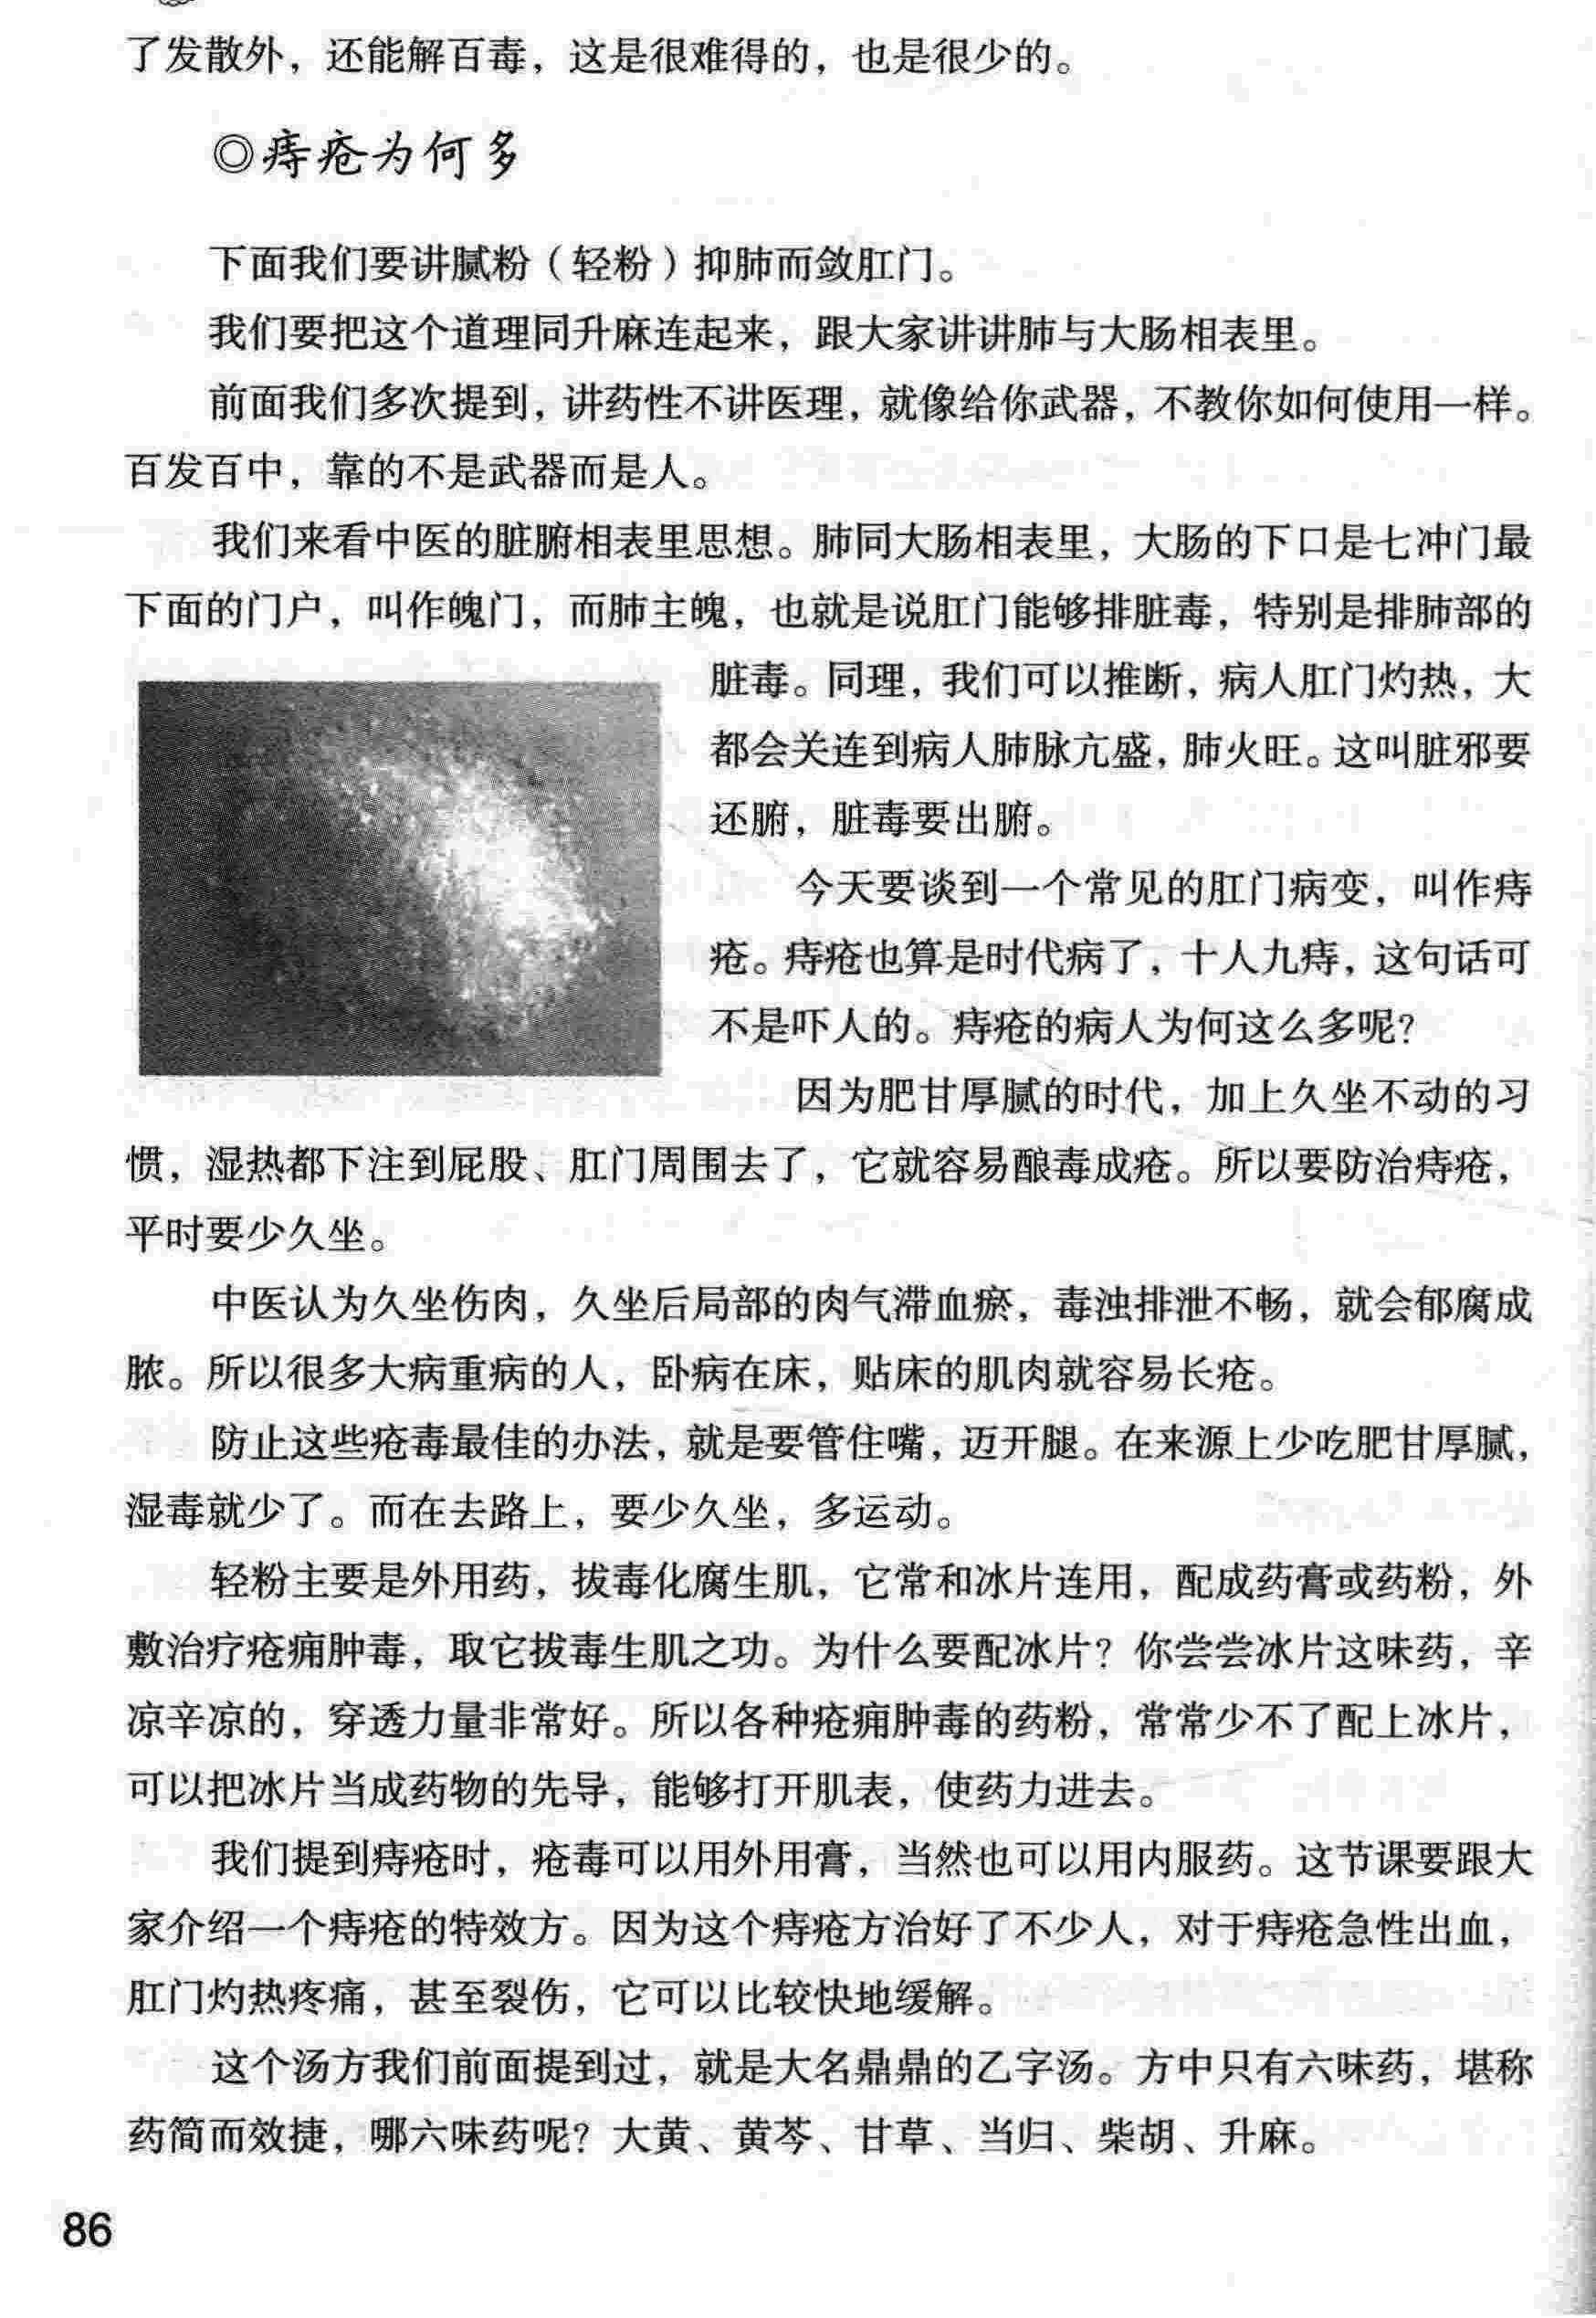 了发散外，还能解百毒，这是很难得的，也是很少的。
◎痔疮为何多
下面我们要讲腻粉（轻粉）抑肺而敛肛门。
我们要把这个道理同升麻连起来，跟大家讲讲肺与大肠相表里。
前面我们多次提到，讲药性不讲医理，就像给你武器，不教你如何使用一样。
百发百中，靠的不是武器而是人。
我们来看中医的脏腑相表里思想。肺同大肠相表里，大肠的下口是七冲门最
下面的门户，叫作魄门，而肺主魄，也就是说肛门能够排脏毒，特别是排肺部的
脏毒。同理，我们可以推断，病人肛门灼热，大
都会关连到病人肺脉亢盛，肺火旺。这叫脏邪要
还腑，脏毒要出腑。
今天要谈到一个常见的肛门病变，叫作痔
疮。痔疮也算是时代病了，十人九痔，这句话可
不是吓人的。痔疮的病人为何这么多呢？
因为肥甘厚腻的时代，加上久坐不动的习
惯，湿热都下注到屁股、肛门周围去了，它就容易酿毒成疮。所以要防治痔疮，
平时要少久坐。
中医认为久坐伤肉，久坐后局部的肉气滞血瘀，毒浊排泄不畅，就会郁腐成
脓。所以很多大病重病的人，卧病在床，贴床的肌肉就容易长疮。
防止这些疮毒最佳的办法，就是要管住嘴，迈开腿。在来源上少吃肥甘厚腻，
湿毒就少了。而在去路上，要少久坐，多运动。
轻粉主要是外用药，拔毒化腐生肌，它常和冰片连用，配成药膏或药粉，外
敷治疗疮痈肿毒，取它拔毒生肌之功。为什么要配冰片？你尝尝冰片这味药，辛
凉辛凉的，穿透力量非常好。所以各种疮痈肿毒的药粉，常常少不了配上冰片，
可以把冰片当成药物的先导，能够打开肌表，使药力进去。
我们提到痔疮时，疮毒可以用外用膏，当然也可以用内服药。这节课要跟大
家介绍一个痔疮的特效方。因为这个痔疮方治好了不少人，对于痔疮急性出血，
肛门灼热疼痛，甚至裂伤，它可以比较快地缓解。
这个汤方我们前面提到过，就是大名鼎鼎的乙字汤。方中只有六味药，堪称
药简而效捷，哪六味药呢？大黄、黄芩、甘草、当归、柴胡、升麻。
86